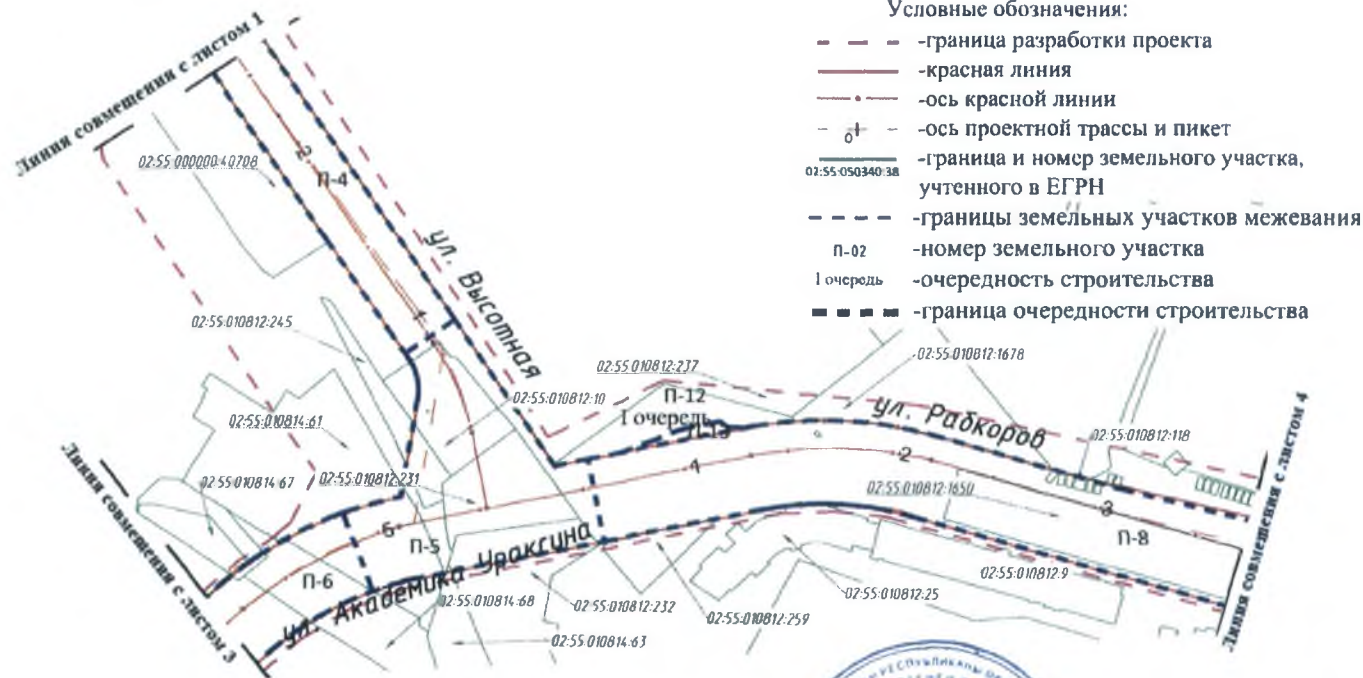 Условные обозначения:
-граница разработки проекта
-красная линия
-ось красной линии
0 -ось проектной трассы и пикет
-граница и номер земельного участка,
02:55:050340:38
учтенного в ЕГРН
-границы земельных участков межевания
П-02 -номер земельного участка
I очередь -очередность строительства
-граница очередности строительства
Линия совмещения с листом 1
02:55:000000:40708
2
П-4
ул. Высотная
02:55:010812:245
02:55:010812:237
02:55:010812:1678
П-12
I очередь
П-13
02:55:010812:10
ул. Рабкоров
02:55:010814:61
02:55:010812:118
Линия совмещения с листом 4
Линия совмещения с листом 3
02:55:010814:67
02:55:010812:231
1
2
3
02:55:010812:1650
5
П-5
П-8
П-6
ул. Академика Ураксина
02:55:010812:9
02:55:010814:68
02:55:010812:232
02:55:010812:259
02:55:010812:25
02:55:010814:63